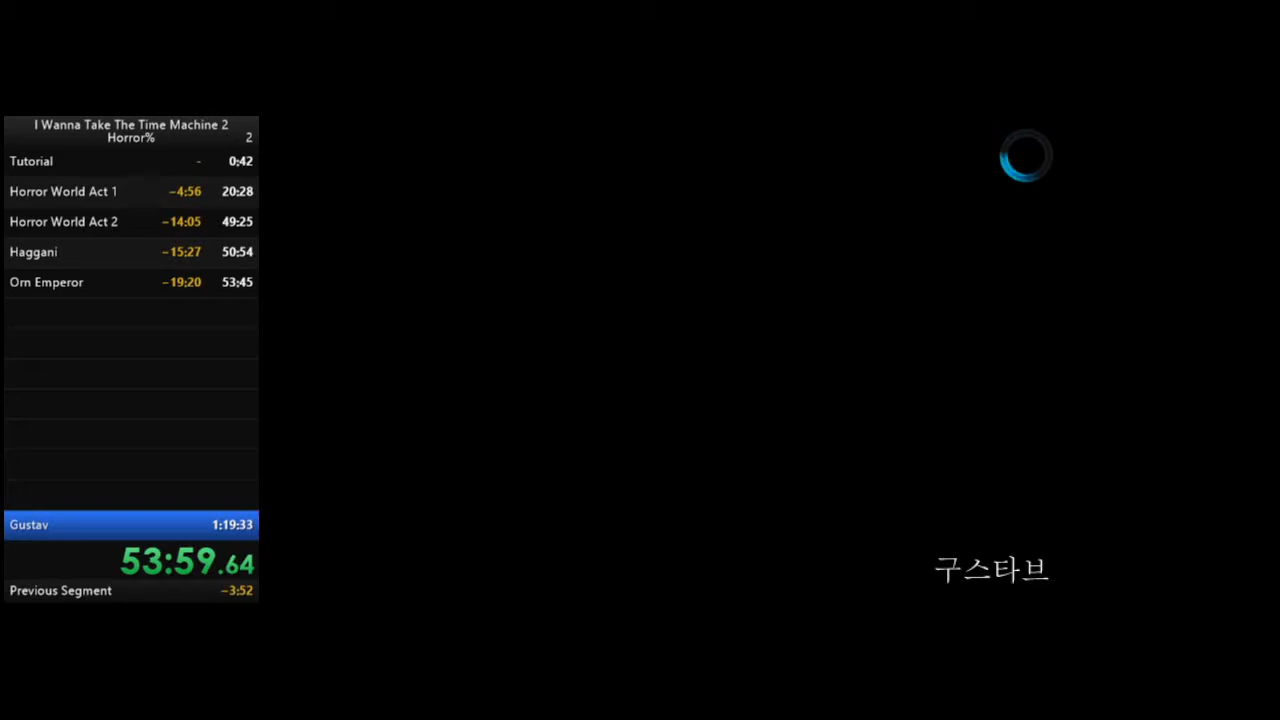 I Wanna Take The Time Machine 2
Horror% 2
Tutorial - 0:42
Horror World Act 1 −4:56 20:28
Horror World Act 2 −14:05 49:25
Haggani −15:27 50:54
Orn Emperor −19:20 53:45
Gustav 1:19:33
53:59.64
Previous Segment −3:52
구스타브